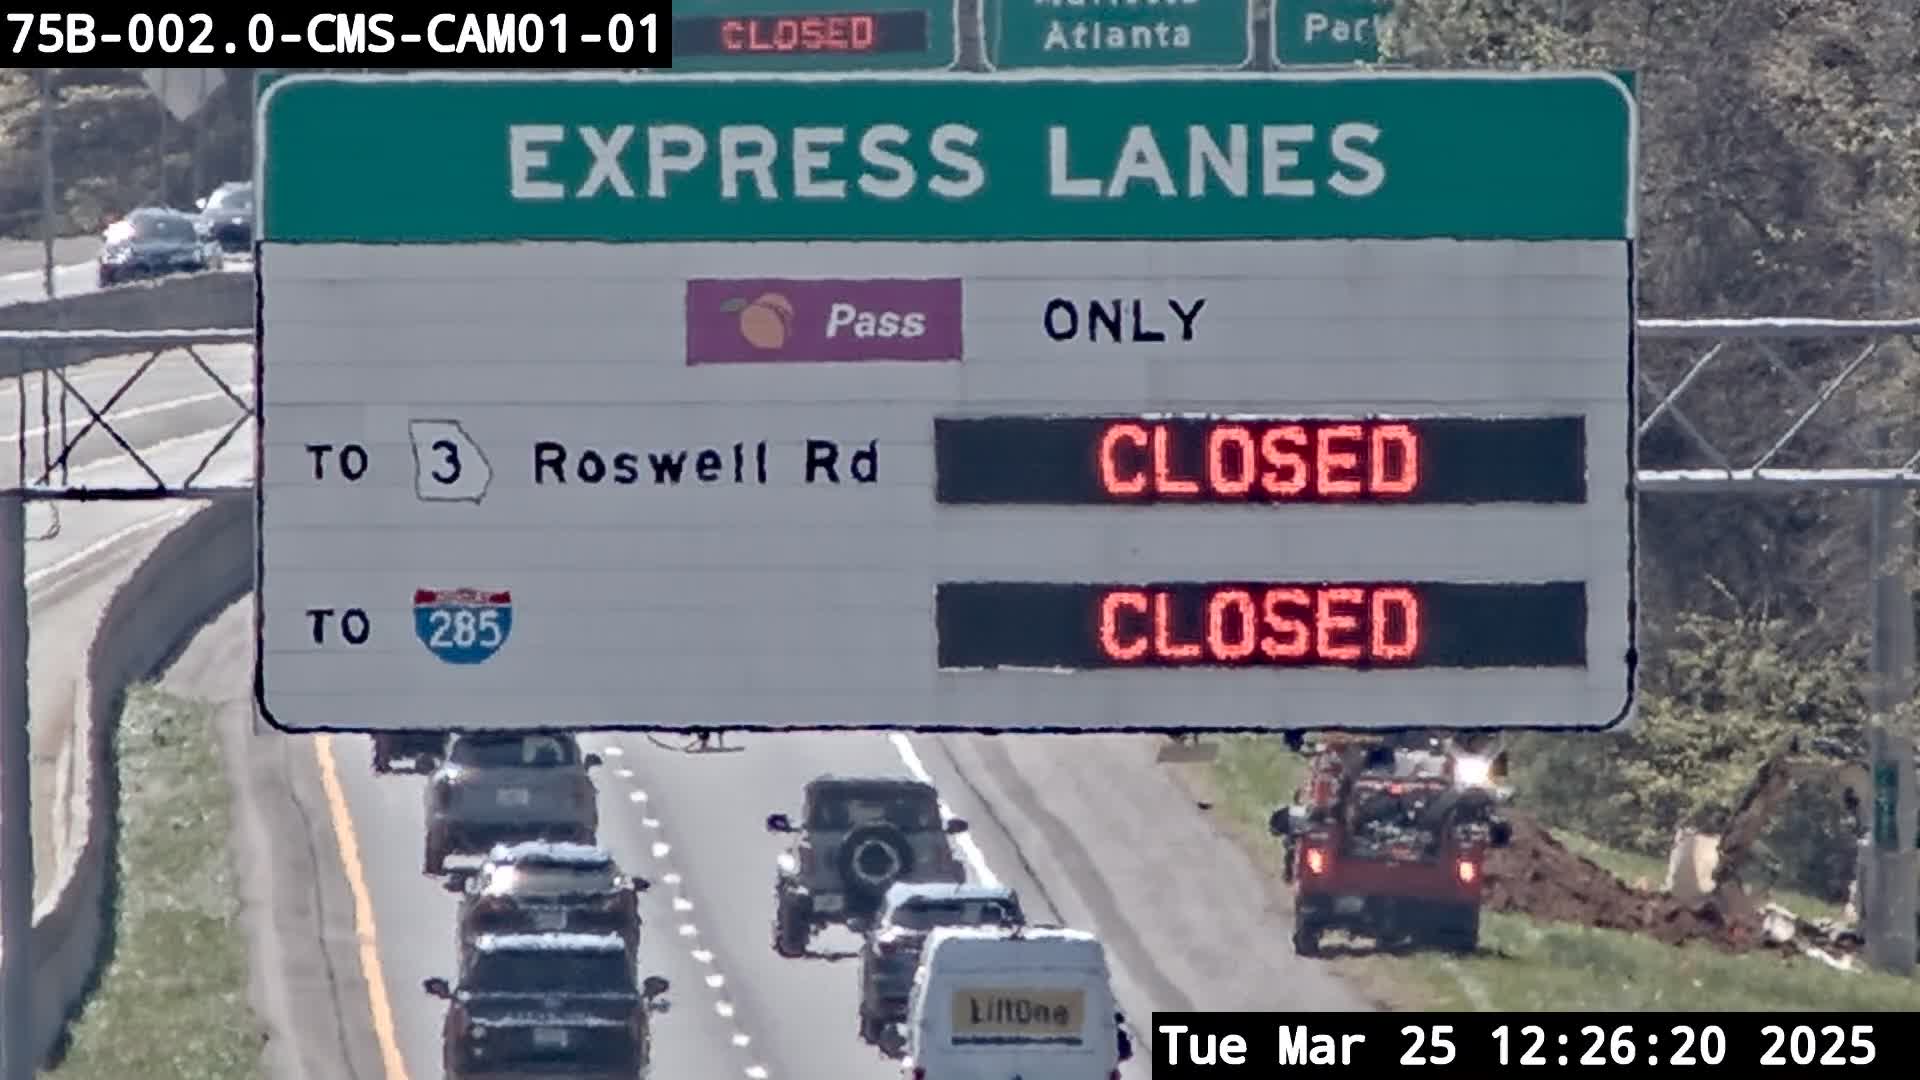 75B-002.0-CMS-CAM01-01
CLOSED
Atlanta
EXPRESS LANES
Pass ONLY
TO 3 Roswell Rd CLOSED
TO 285 CLOSED
LiftOne
Tue Mar 25 12:26:20 2025